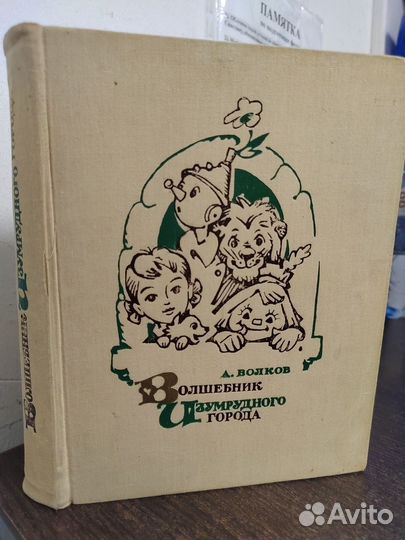 ПАМЯТКА
А. ВОЛКОВ
ВОЛШЕБНИК
ИЗУМРУДНОГО
ГОРОДА
ВОЛШЕБНИК ИЗУМРУДНОГО
Avito